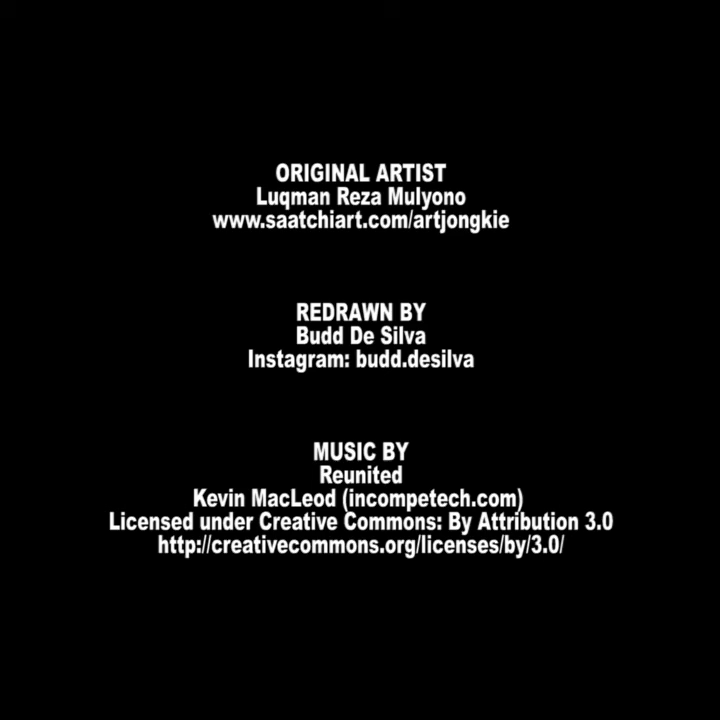 ORIGINAL ARTIST
Luqman Reza Mulyono
www.saatchiart.com/artjongkie
REDRAWN BY
Budd De Silva
Instagram: budd.desilva
MUSIC BY
Reunited
Kevin MacLeod (incompetech.com)
Licensed under Creative Commons: By Attribution 3.0
http://creativecommons.org/licenses/by/3.0/